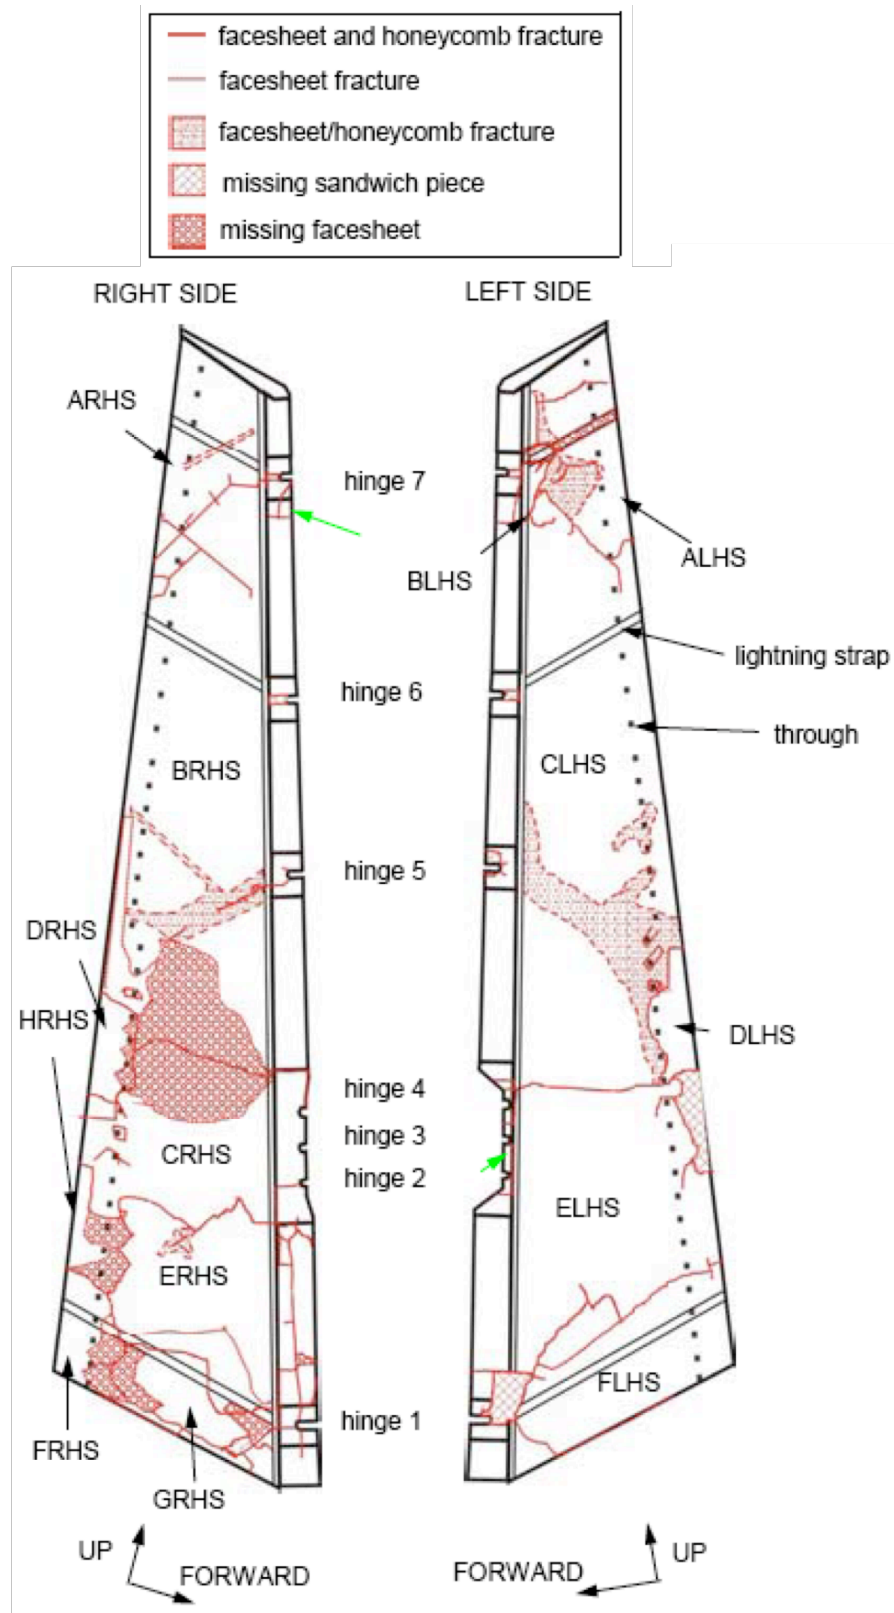 facesheet and honeycomb fracture
facesheet fracture
facesheet/honeycomb fracture
missing sandwich piece
missing facesheet
RIGHT SIDE
LEFT SIDE
ARHS
hinge 7
BLHS
ALHS
lightning strap
hinge 6
through
BRHS
CLHS
hinge 5
DRHS
HRHS
DLHS
hinge 4
hinge 3
CRHS
hinge 2
ELHS
ERHS
FLHS
hinge 1
FRHS
GRHS
UP
FORWARD
FORWARD
UP